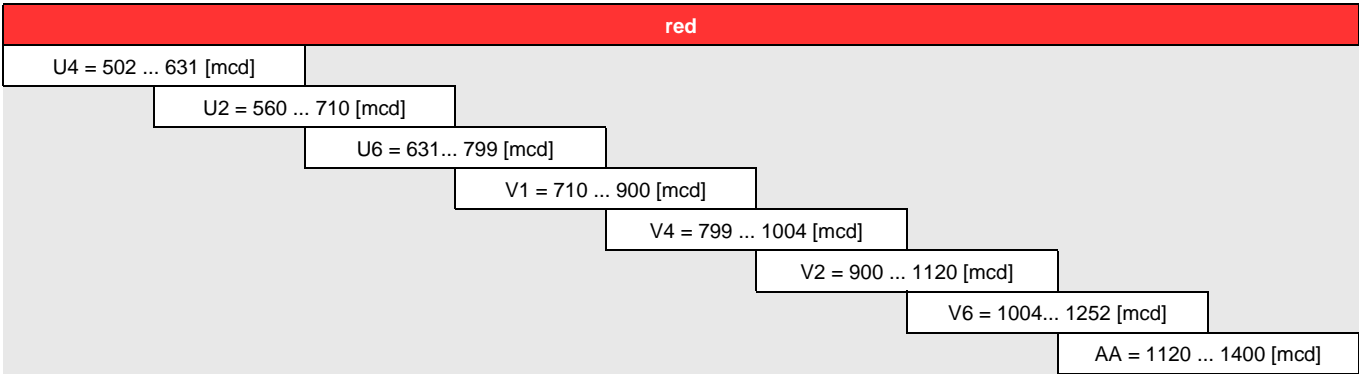 red
U4 = 502 ... 631 [mcd]
U2 = 560 ... 710 [mcd]
U6 = 631... 799 [mcd]
V1 = 710 ... 900 [mcd]
V4 = 799 ... 1004 [mcd]
V2 = 900 ... 1120 [mcd]
V6 = 1004... 1252 [mcd]
AA = 1120 ... 1400 [mcd]